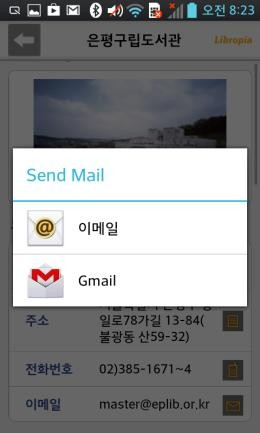 오전 8:23
은평구립도서관
Libropia
Send Mail
이메일
Gmail
주소
일로78가길 13-84(
불광동 산59-32)
전화번호
02)385-1671~4
이메일
master@eplib.or.kr